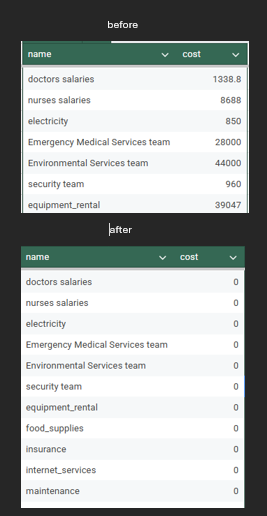 before
name cost
doctors salaries 1338.8
nurses salaries 8688
electricity 850
Emergency Medical Services team 28000
Environmental Services team 44000
security team 960
equipment_rental 39047
after
name cost
doctors salaries 0
nurses salaries 0
electricity 0
Emergency Medical Services team 0
Environmental Services team 0
security team 0
equipment_rental 0
food_supplies 0
insurance 0
internet_services 0
maintenance 0